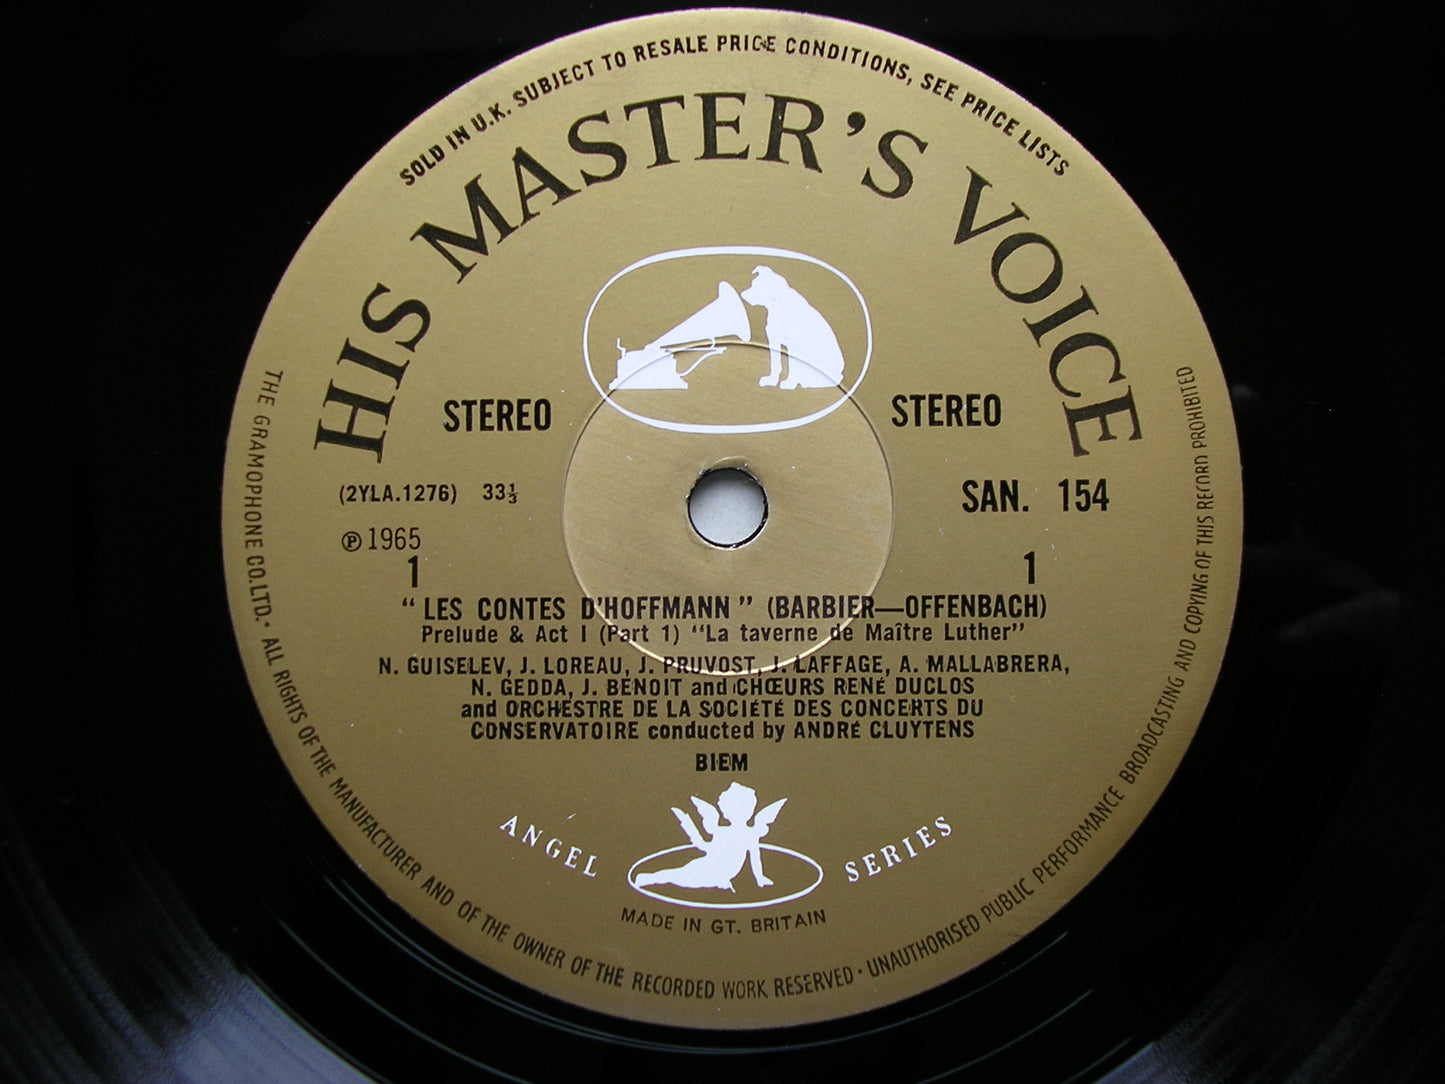 SOLD IN U.K. SUBJECT TO RESALE PRICE CONDITIONS, SEE PRICE LISTS
HIS MASTER'S VOICE
STEREO STEREO
(2YLA.1276) 33⅓ SAN. 154
℗1965
1 1
“LES CONTES D'HOFFMANN” (BARBIER—OFFENBACH)
Prelude & Act I (Part 1) “La taverne de Maître Luther”
N. GUISELEV, J. LOREAU, J. PRUVOST, J. LAFFAGE, A. MALLABRERA,
N. GEDDA, J. BENOIT and CHŒURS RENÉ DUCLOS
and ORCHESTRE DE LA SOCIÉTÉ DES CONCERTS DU
CONSERVATOIRE conducted by ANDRÉ CLUYTENS
BIEM
ANGEL SERIES
MADE IN GT. BRITAIN
THE GRAMOPHONE CO.LTD. · ALL RIGHTS OF THE MANUFACTURER AND OF THE OWNER OF THE RECORDED WORK RESERVED · UNAUTHORISED PUBLIC PERFORMANCE BROADCASTING AND COPYING OF THIS RECORD PROHIBITED